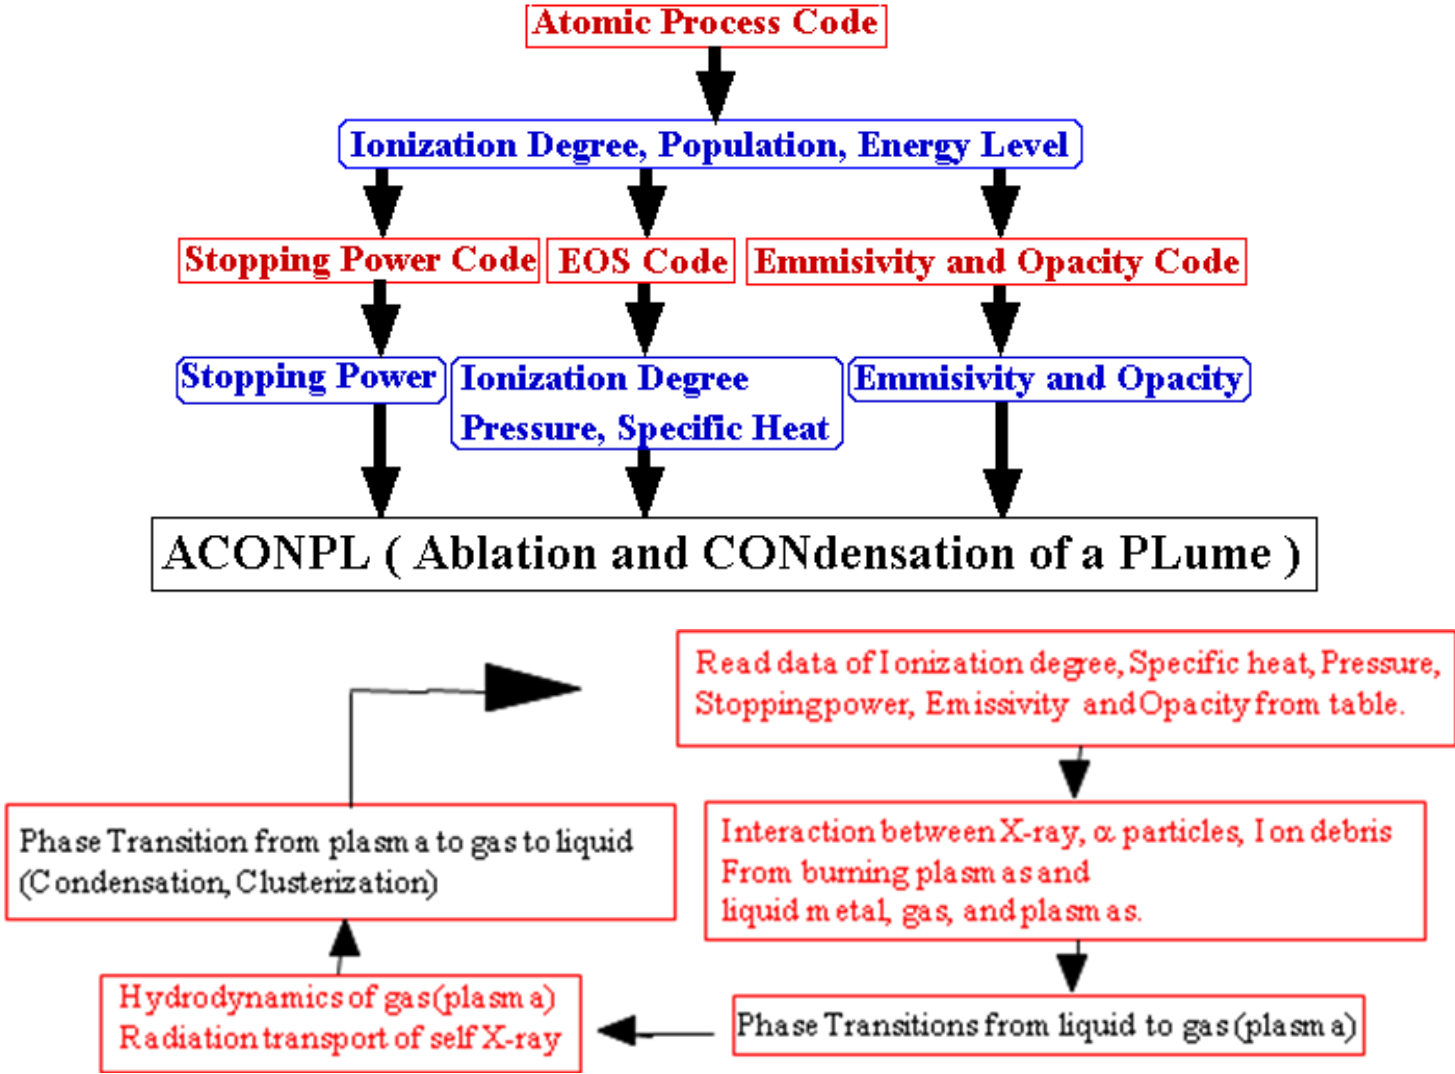 Atomic Process Code
Ionization Degree, Population, Energy Level
Stopping Power Code
EOS Code
Emmisivity and Opacity Code
Stopping Power
Ionization Degree
Pressure, Specific Heat
Emmisivity and Opacity
ACONPL ( Ablation and CONdensation of a PLume )
Read data of Ionization degree, Specific heat, Pressure,
Stoppingpower, Emissivity and Opacity from table.
Interaction between X-ray, α particles, Ion debris
From burning plasmas and
liquid metal, gas, and plasmas.
Phase Transitions from liquid to gas(plasma)
Hydrodynamics of gas(plasma)
Radiation transport of self X-ray
Phase Transition from plasma to gas to liquid
(Condensation, Clusterization)